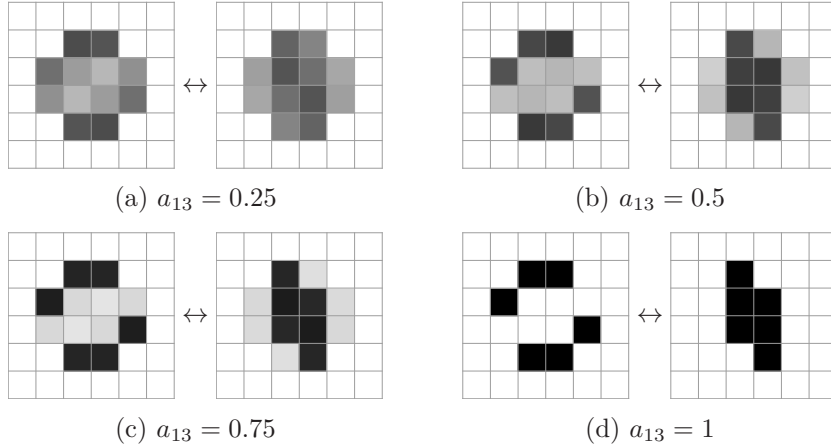 ↔
↔
(a) a₁₃ = 0.25
(b) a₁₃ = 0.5
↔
↔
(c) a₁₃ = 0.75
(d) a₁₃ = 1